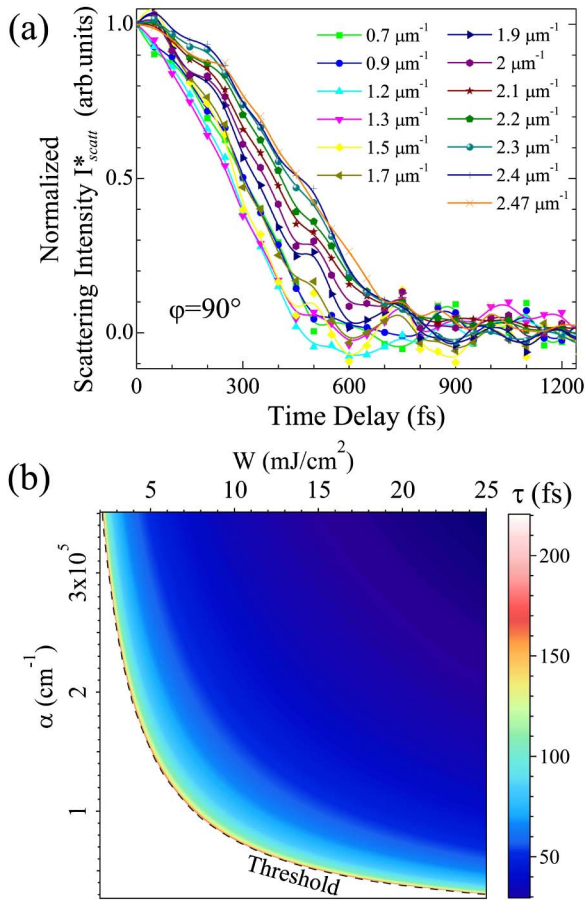 (a)
Normalized
Scattering Intensity I*scatt (arb.units)
1.0
0.5
0.0
0.7 µm⁻¹
0.9 µm⁻¹
1.2 µm⁻¹
1.3 µm⁻¹
1.5 µm⁻¹
1.7 µm⁻¹
1.9 µm⁻¹
2 µm⁻¹
2.1 µm⁻¹
2.2 µm⁻¹
2.3 µm⁻¹
2.4 µm⁻¹
2.47 µm⁻¹
φ=90°
0 300 600 900 1200
Time Delay (fs)
(b)
W (mJ/cm²)
5 10 15 20 25
τ (fs)
α (cm⁻¹)
3x10⁵
2
1
Threshold
200
150
100
50